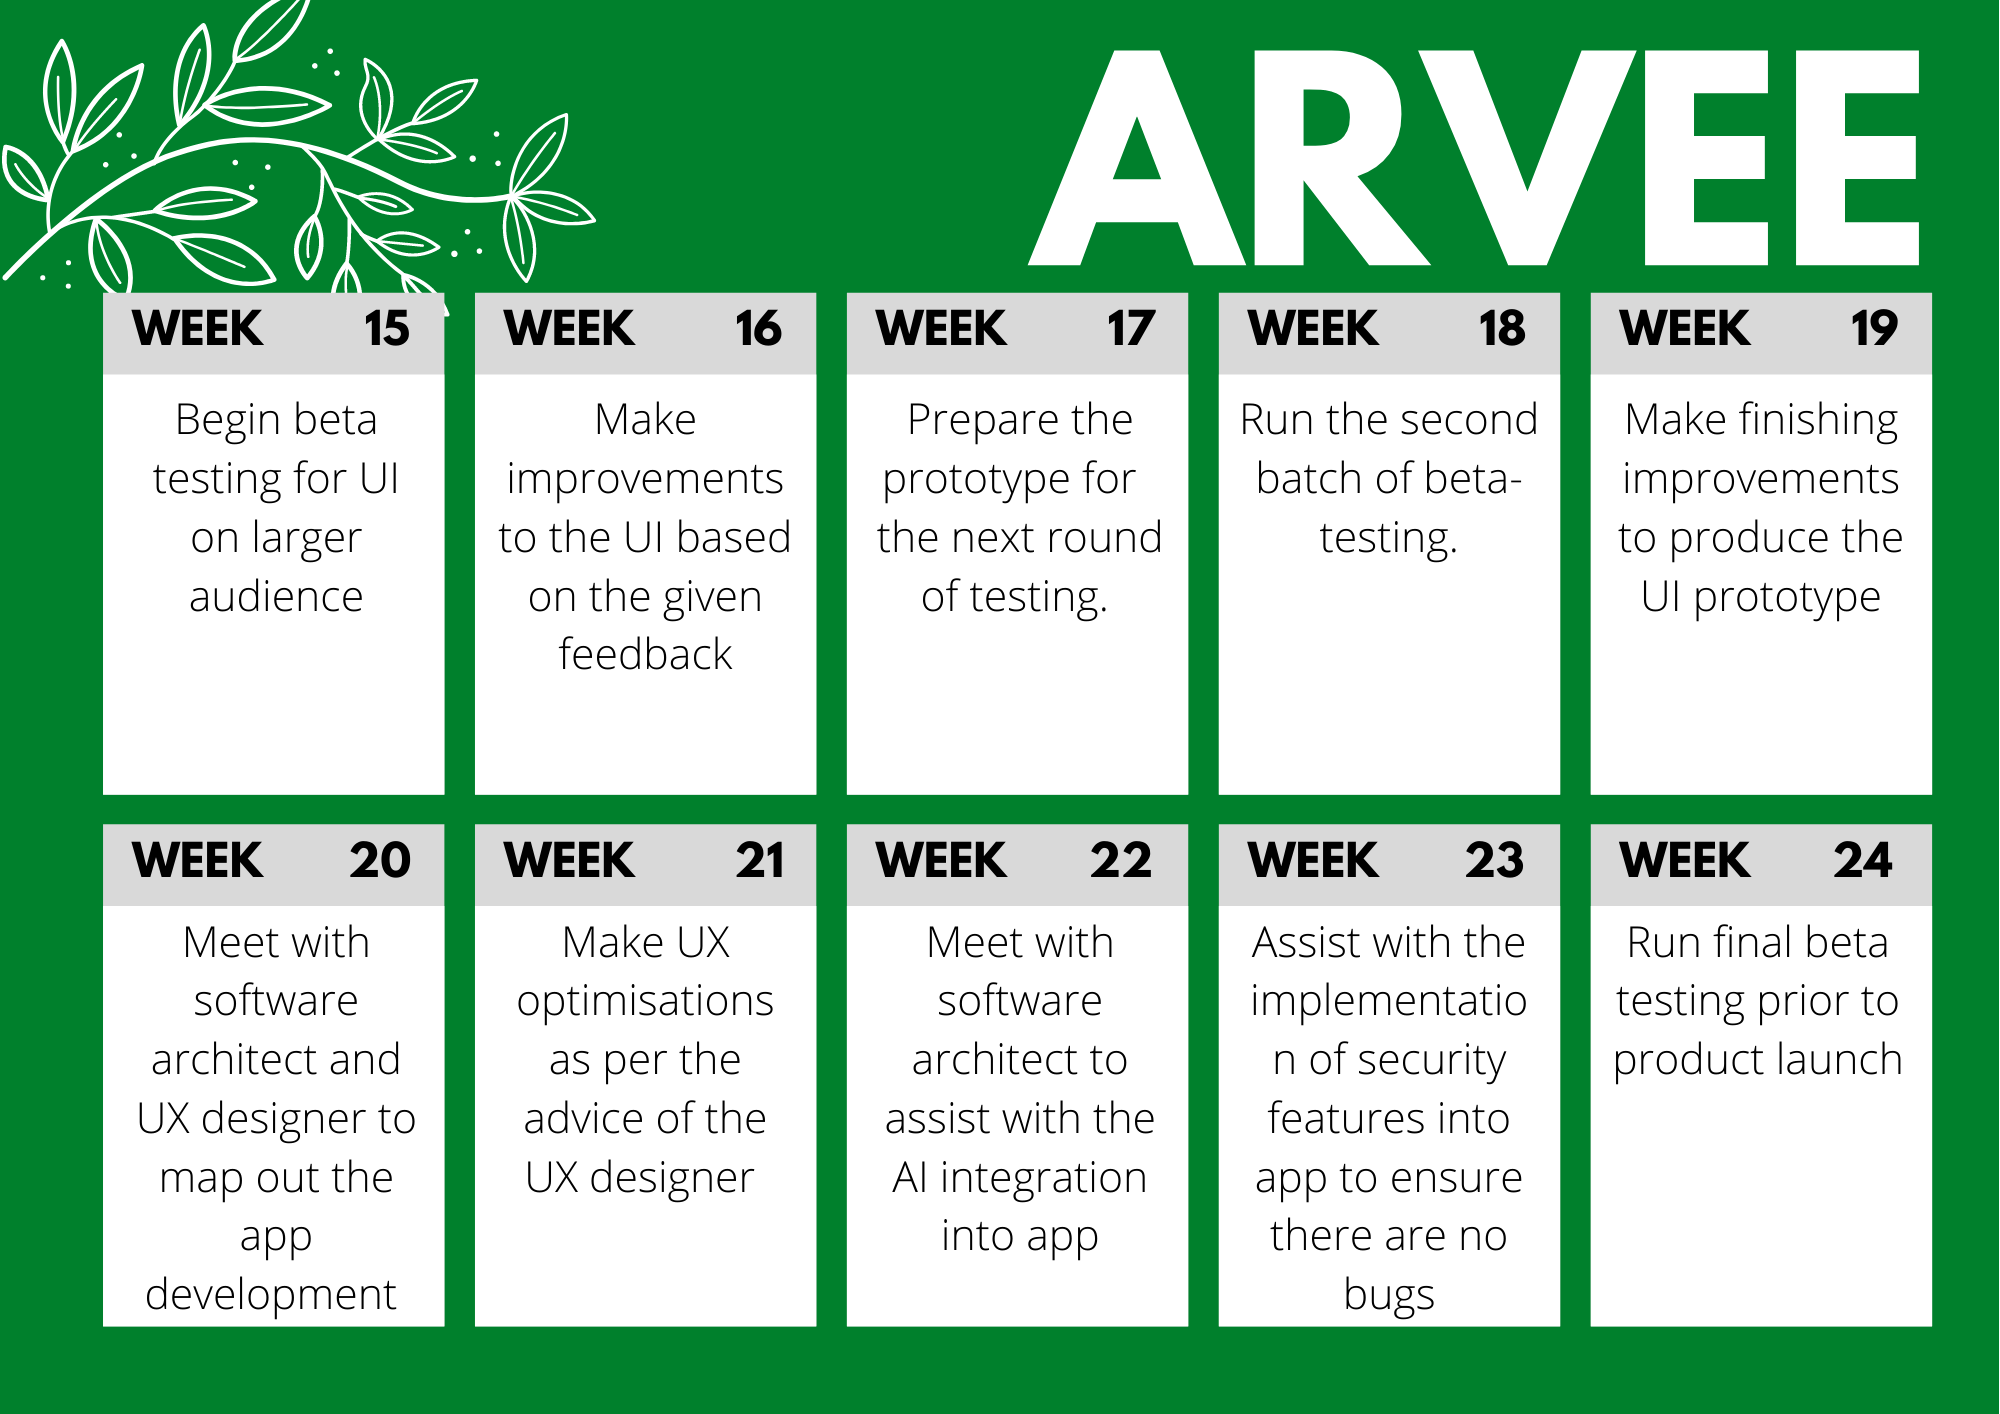 ARVEE
WEEK 15
Begin beta
testing for UI
on larger
audience
WEEK 16
Make
improvements
to the UI based
on the given
feedback
WEEK 17
Prepare the
prototype for
the next round
of testing.
WEEK 18
Run the second
batch of beta-
testing.
WEEK 19
Make finishing
improvements
to produce the
UI prototype
WEEK 20
Meet with
software
architect and
UX designer to
map out the
app
development
WEEK 21
Make UX
optimisations
as per the
advice of the
UX designer
WEEK 22
Meet with
software
architect to
assist with the
AI integration
into app
WEEK 23
Assist with the
implementatio
n of security
features into
app to ensure
there are no
bugs
WEEK 24
Run final beta
testing prior to
product launch